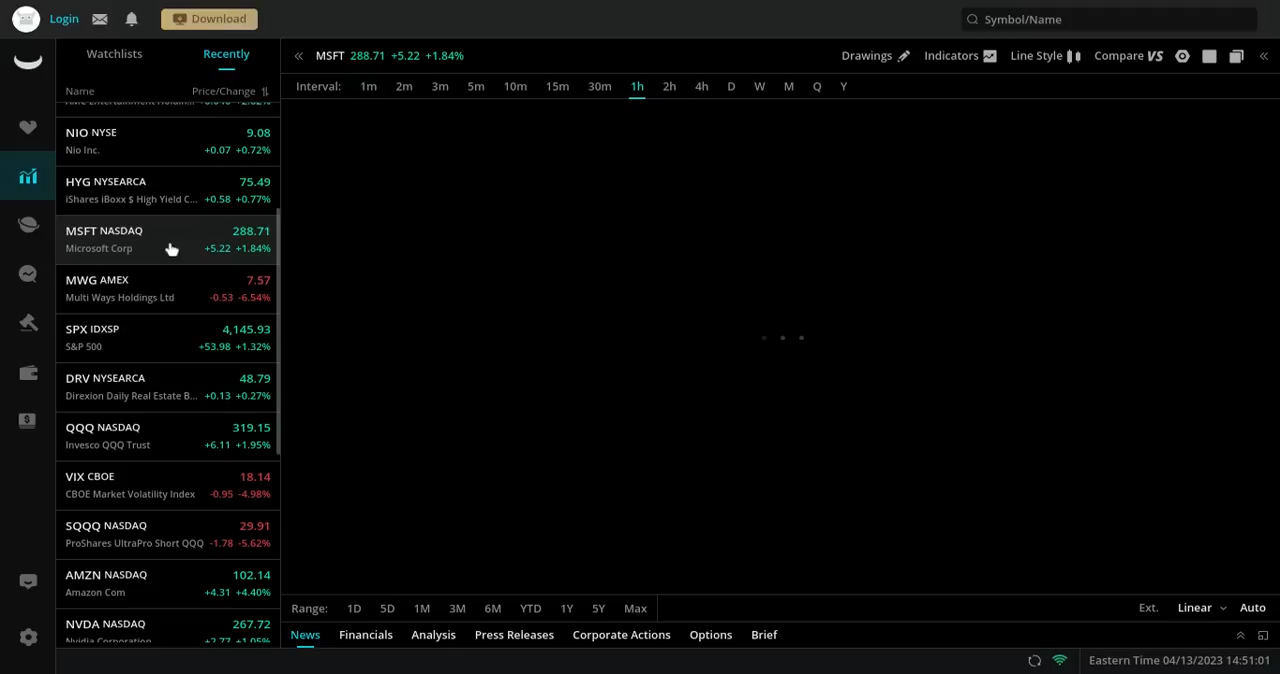 Login
Download
Symbol/Name
Watchlists
Recently
MSFT 288.71 +5.22 +1.84%
Drawings
Indicators
Line Style
Compare VS
Name
Price/Change
Interval: 1m 2m 3m 5m 10m 15m 30m 1h 2h 4h D W M Q Y
NIO NYSE 9.08
Nio Inc. +0.07 +0.72%
HYG NYSEARCA 75.49
iShares iBoxx $ High Yield C... +0.58 +0.77%
MSFT NASDAQ 288.71
Microsoft Corp +5.22 +1.84%
MWG AMEX 7.57
Multi Ways Holdings Ltd -0.53 -6.54%
SPX IDXSP 4,145.93
S&P 500 +53.98 +1.32%
DRV NYSEARCA 48.79
Direxion Daily Real Estate B... +0.13 +0.27%
QQQ NASDAQ 319.15
Invesco QQQ Trust +6.11 +1.95%
VIX CBOE 18.14
CBOE Market Volatility Index -0.95 -4.98%
SQQQ NASDAQ 29.91
ProShares UltraPro Short QQQ -1.78 -5.62%
AMZN NASDAQ 102.14
Amazon Com +4.31 +4.40%
NVDA NASDAQ 267.72
Nvidia Corporation +2.77 +1.05%
Range: 1D 5D 1M 3M 6M YTD 1Y 5Y Max
Ext. Linear Auto
News Financials Analysis Press Releases Corporate Actions Options Brief
Eastern Time 04/13/2023 14:51:01